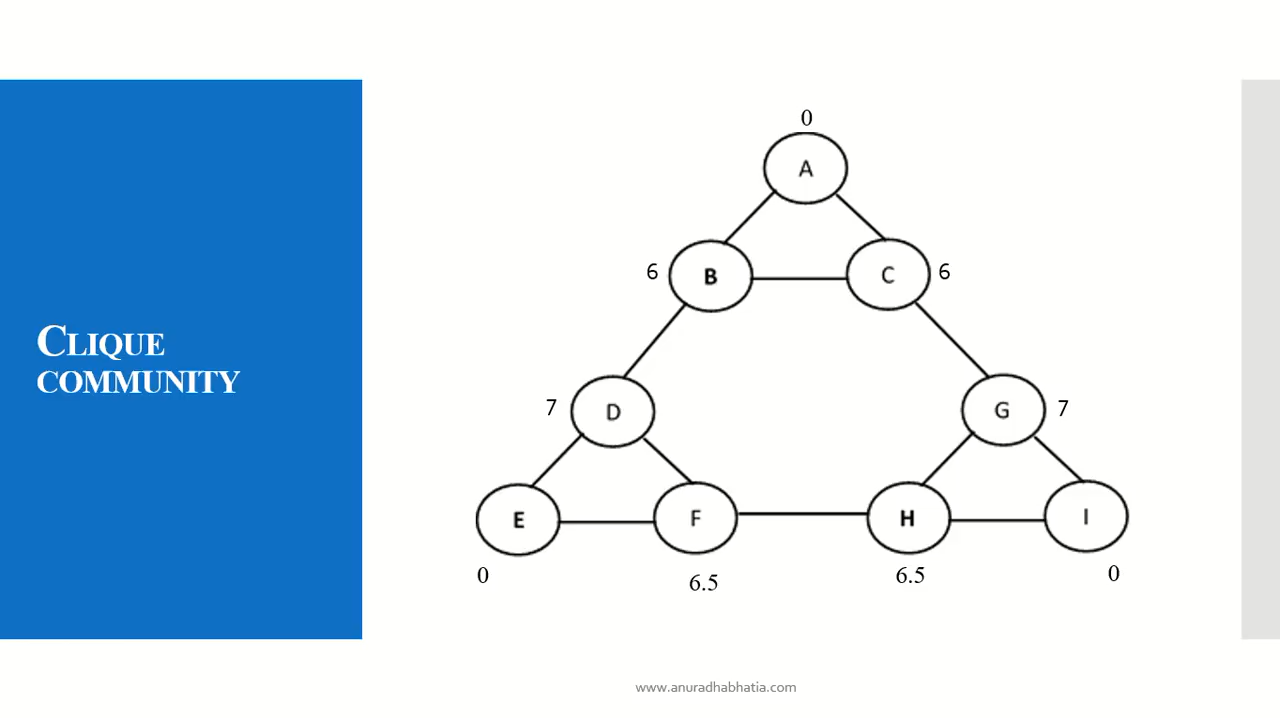 CLIQUE
COMMUNITY
0
A
6 B C 6
7 D G 7
E F H I
0 6.5 6.5 0
www.anuradhabhatia.com